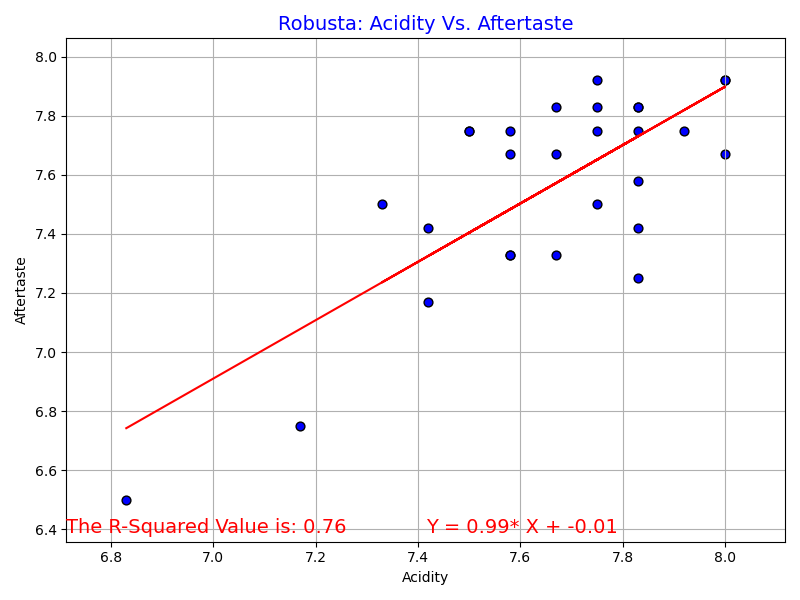 Robusta: Acidity Vs. Aftertaste
8.0
7.8
7.6
7.4
7.2
7.0
6.8
6.6
6.4
Aftertaste
The R-Squared Value is: 0.76
Y = 0.99* X + -0.01
6.8 7.0 7.2 7.4 7.6 7.8 8.0
Acidity